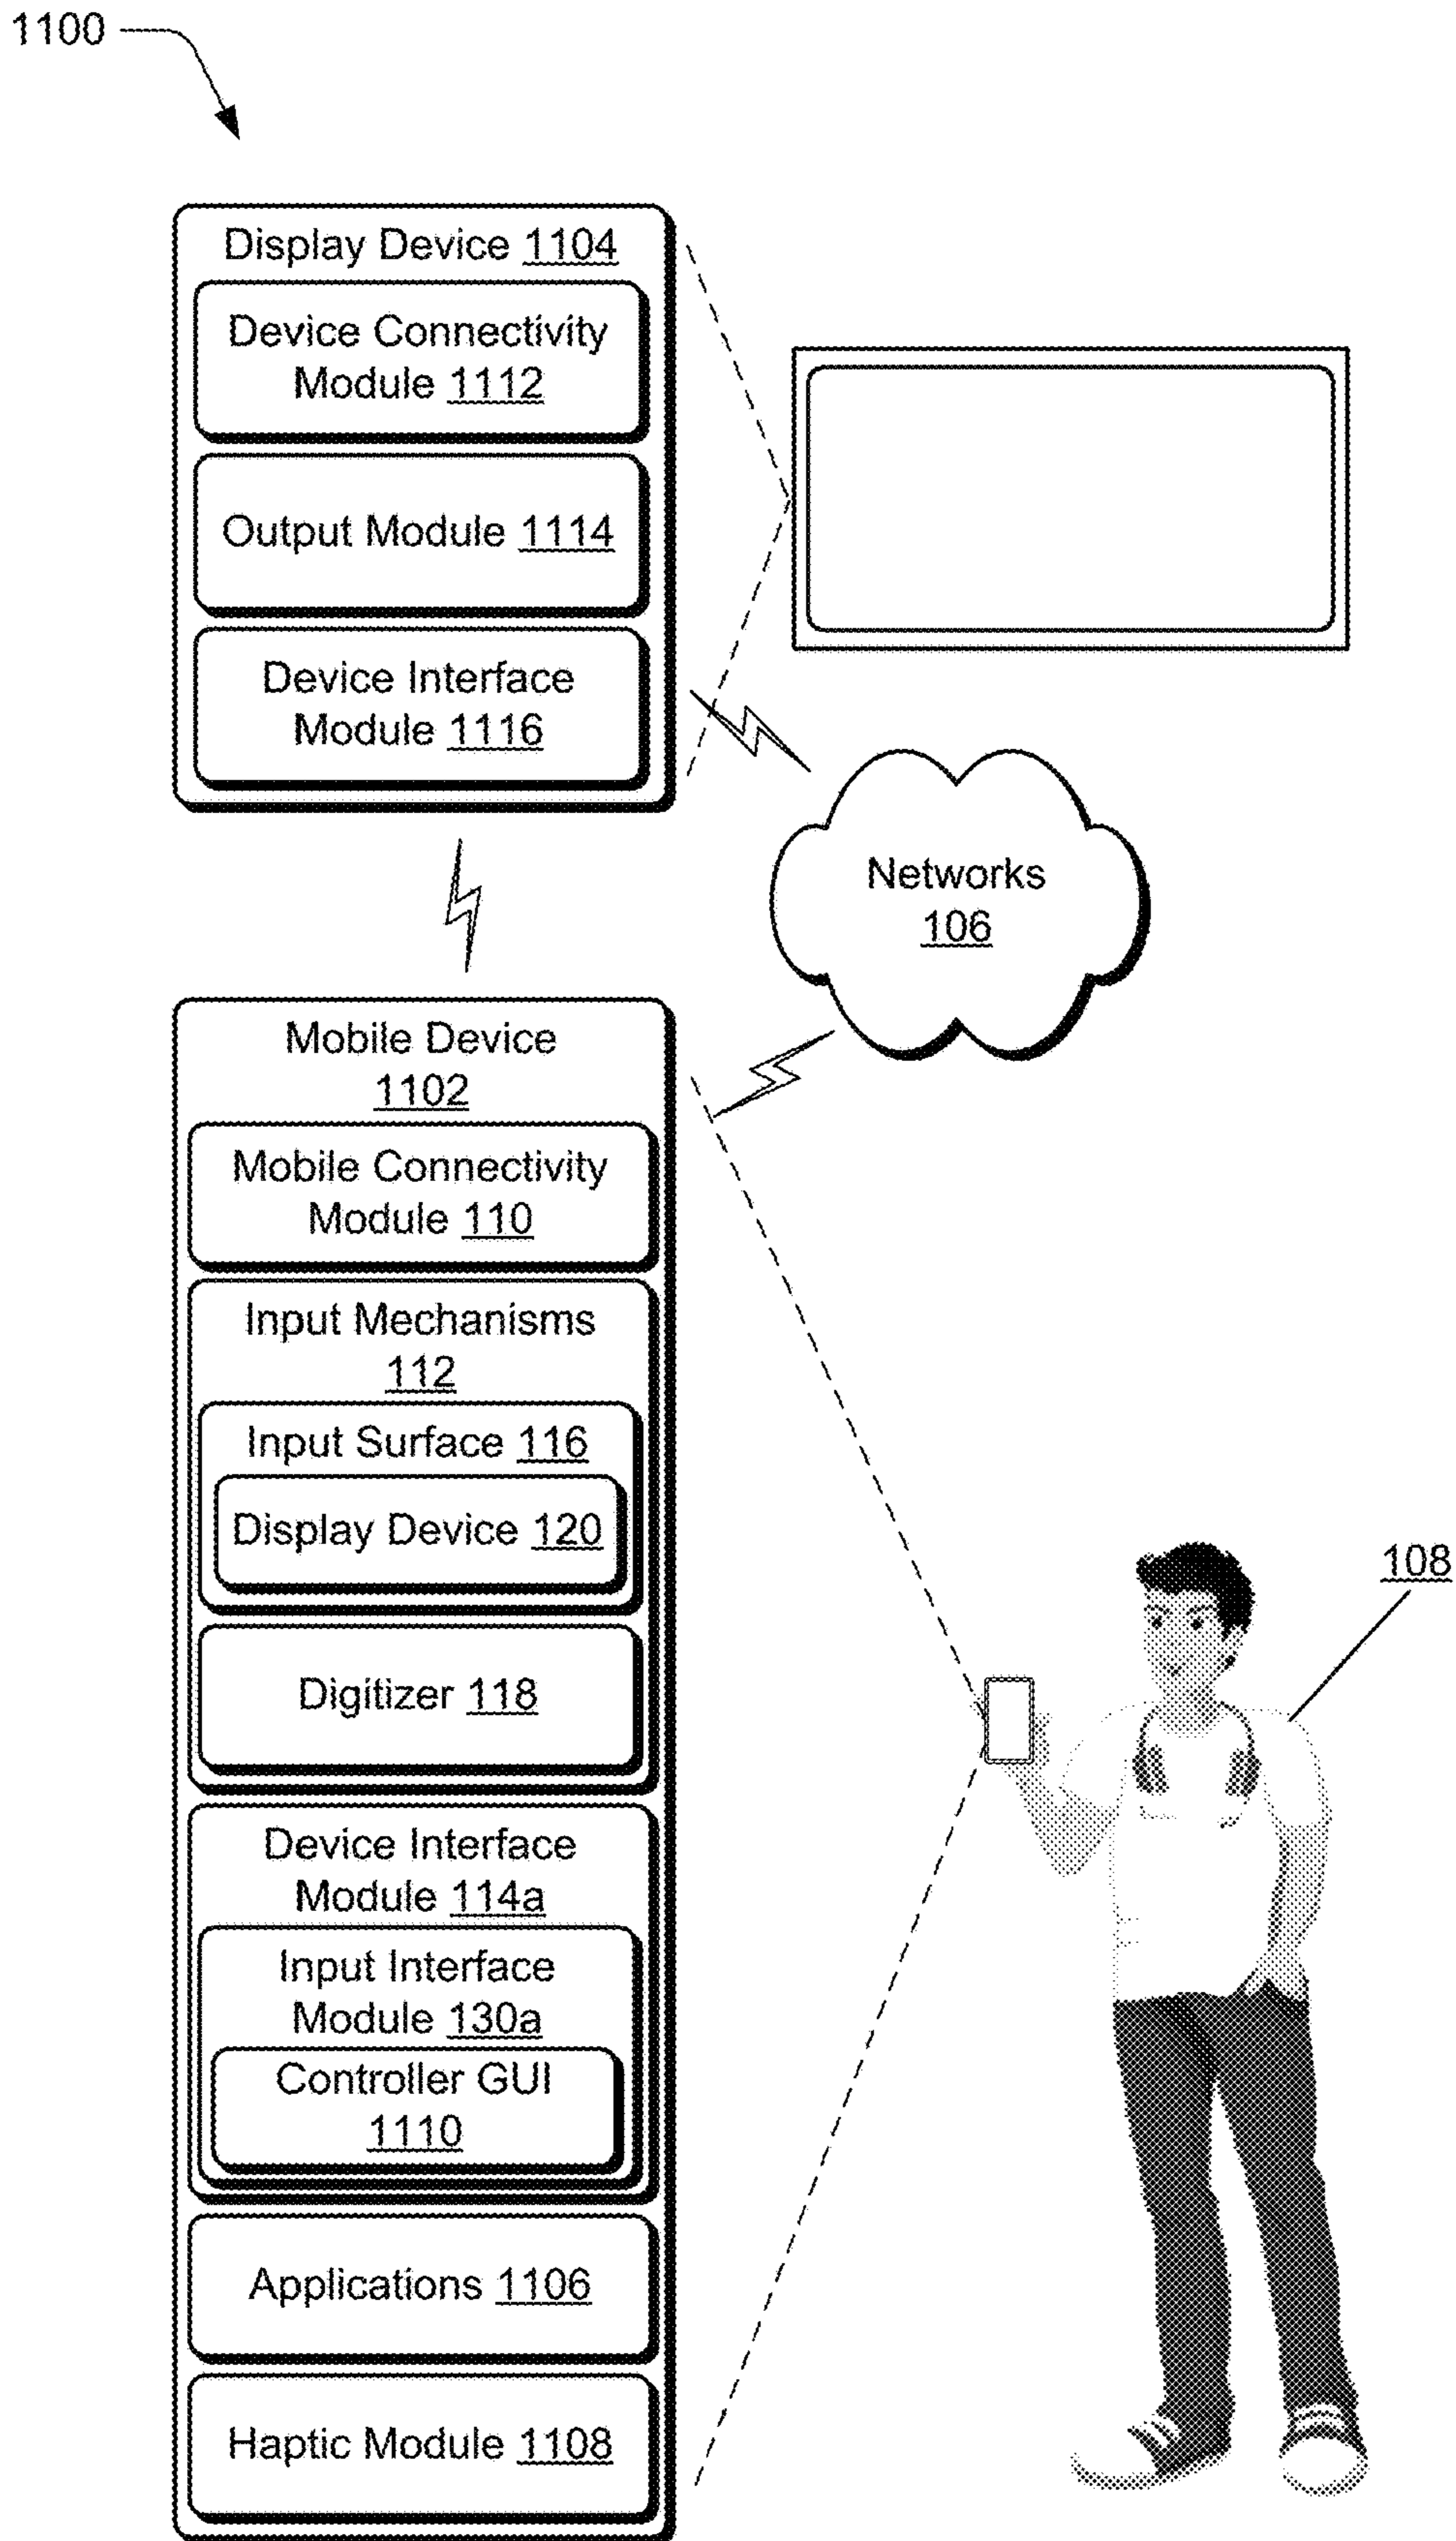 1100
Display Device 1104
Device Connectivity
Module 1112
Output Module 1114
Device Interface
Module 1116
Networks
106
Mobile Device
1102
Mobile Connectivity
Module 110
Input Mechanisms
112
Input Surface 116
Display Device 120
108
Digitizer 118
Device Interface
Module 114a
Input Interface
Module 130a
Controller GUI
1110
Applications 1106
Haptic Module 1108